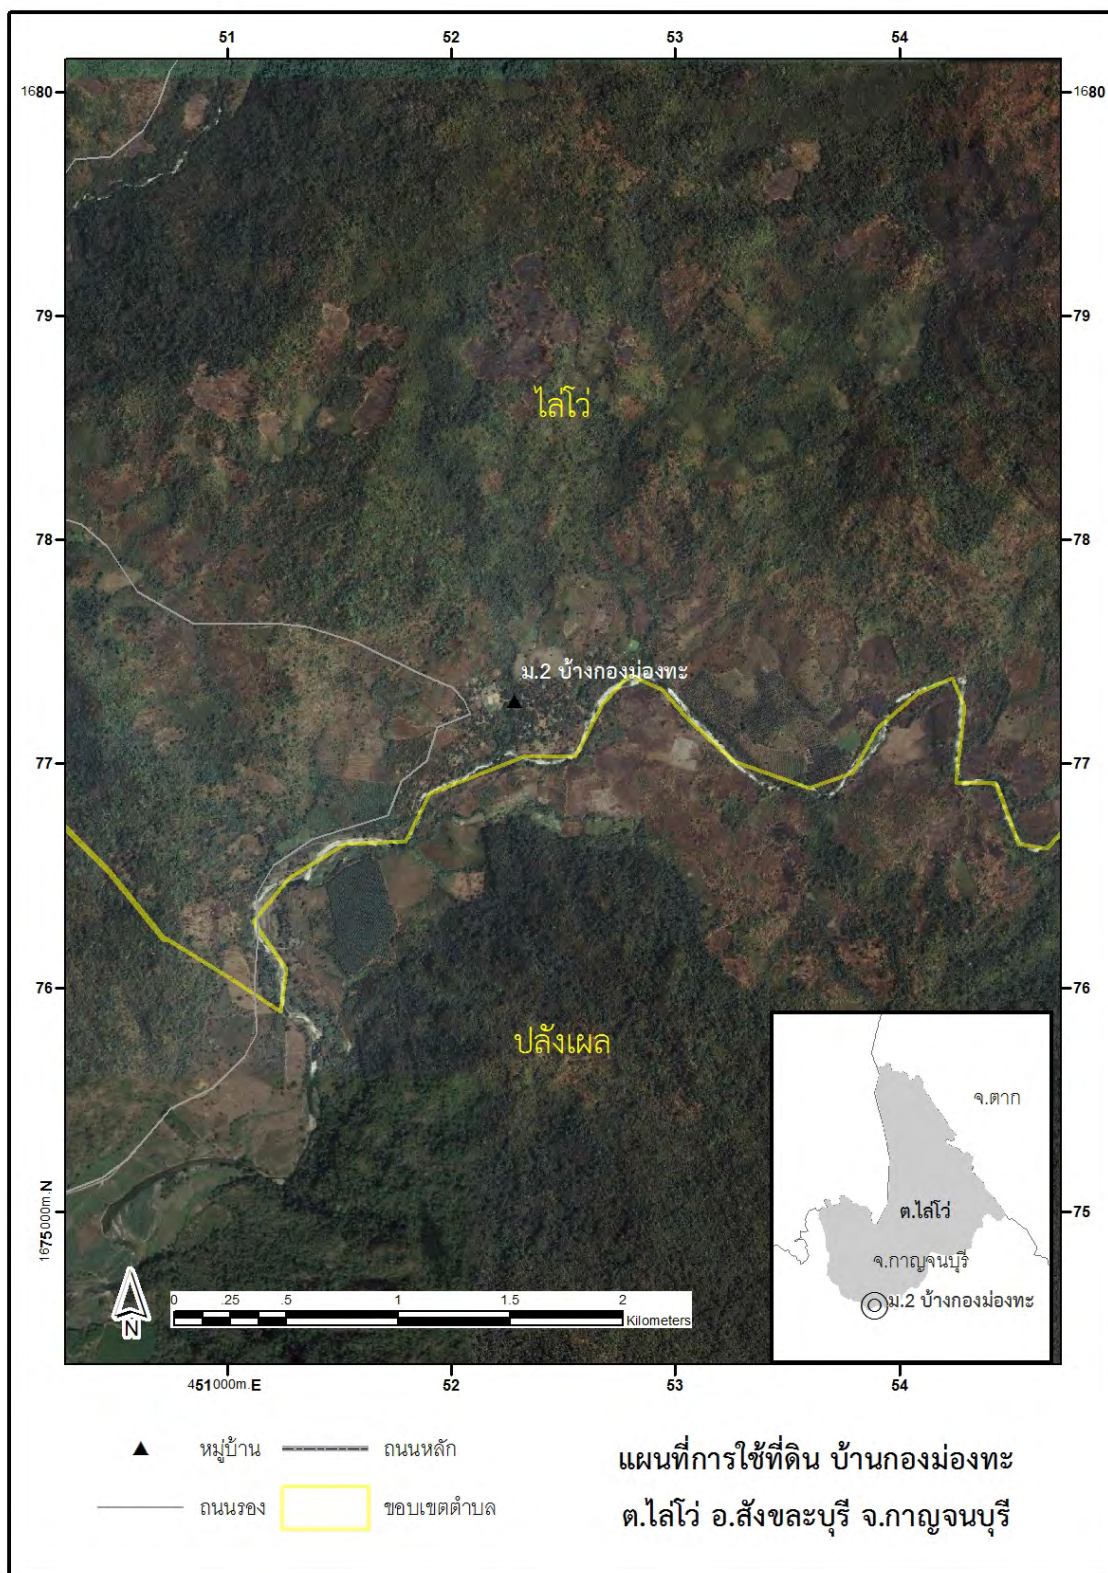 51 52 53 54
1680 1680
79 79
ไล่โว่
78 78
ม.2 บ้างกองม่องทะ
77 77
76 76
ปลังเผล
จ.ตาก
ต.ไล่โว่
จ.กาญจนบุรี
ม.2 บ้างกองม่องทะ
1675000m.N 75
0 .25 .5 1 1.5 2
Kilometers
N
451000m.E 52 53 54
หมู่บ้าน ถนนหลัก
ถนนรอง ขอบเขตตำบล
แผนที่การใช้ที่ดิน บ้านกองม่องทะ
ต.ไล่โว่ อ.สังขละบุรี จ.กาญจนบุรี